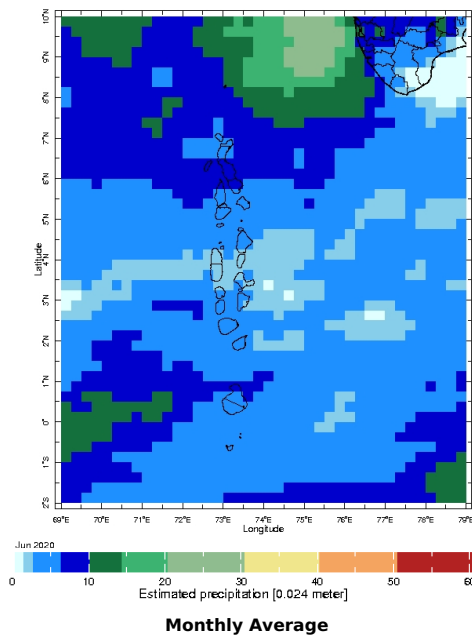 10°N
9°N
8°N
7°N
6°N
5°N
4°N
3°N
2°N
1°N
0°
1°S
2°S
Latitude
69°E 70°E 71°E 72°E 73°E 74°E 75°E 76°E 77°E 78°E 79°E
Longitude
Jun 2020
0 10 20 30 40 50 60
Estimated precipitation [0.024 meter]
Monthly Average